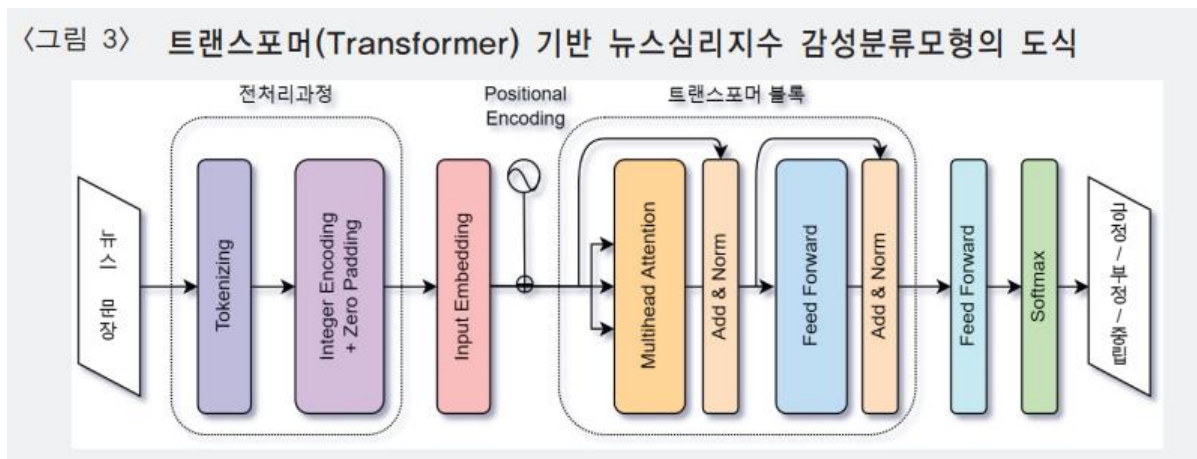 〈그림 3〉 트랜스포머(Transformer) 기반 뉴스심리지수 감성분류모형의 도식
전처리과정
Positional
Encoding
트랜스포머 블록
뉴스 문장
Tokenizing
Integer Encoding
+ Zero Padding
Input Embedding
Multihead Attention
Add & Norm
Feed Forward
Add & Norm
Feed Forward
Softmax
긍정 / 부정 / 중립